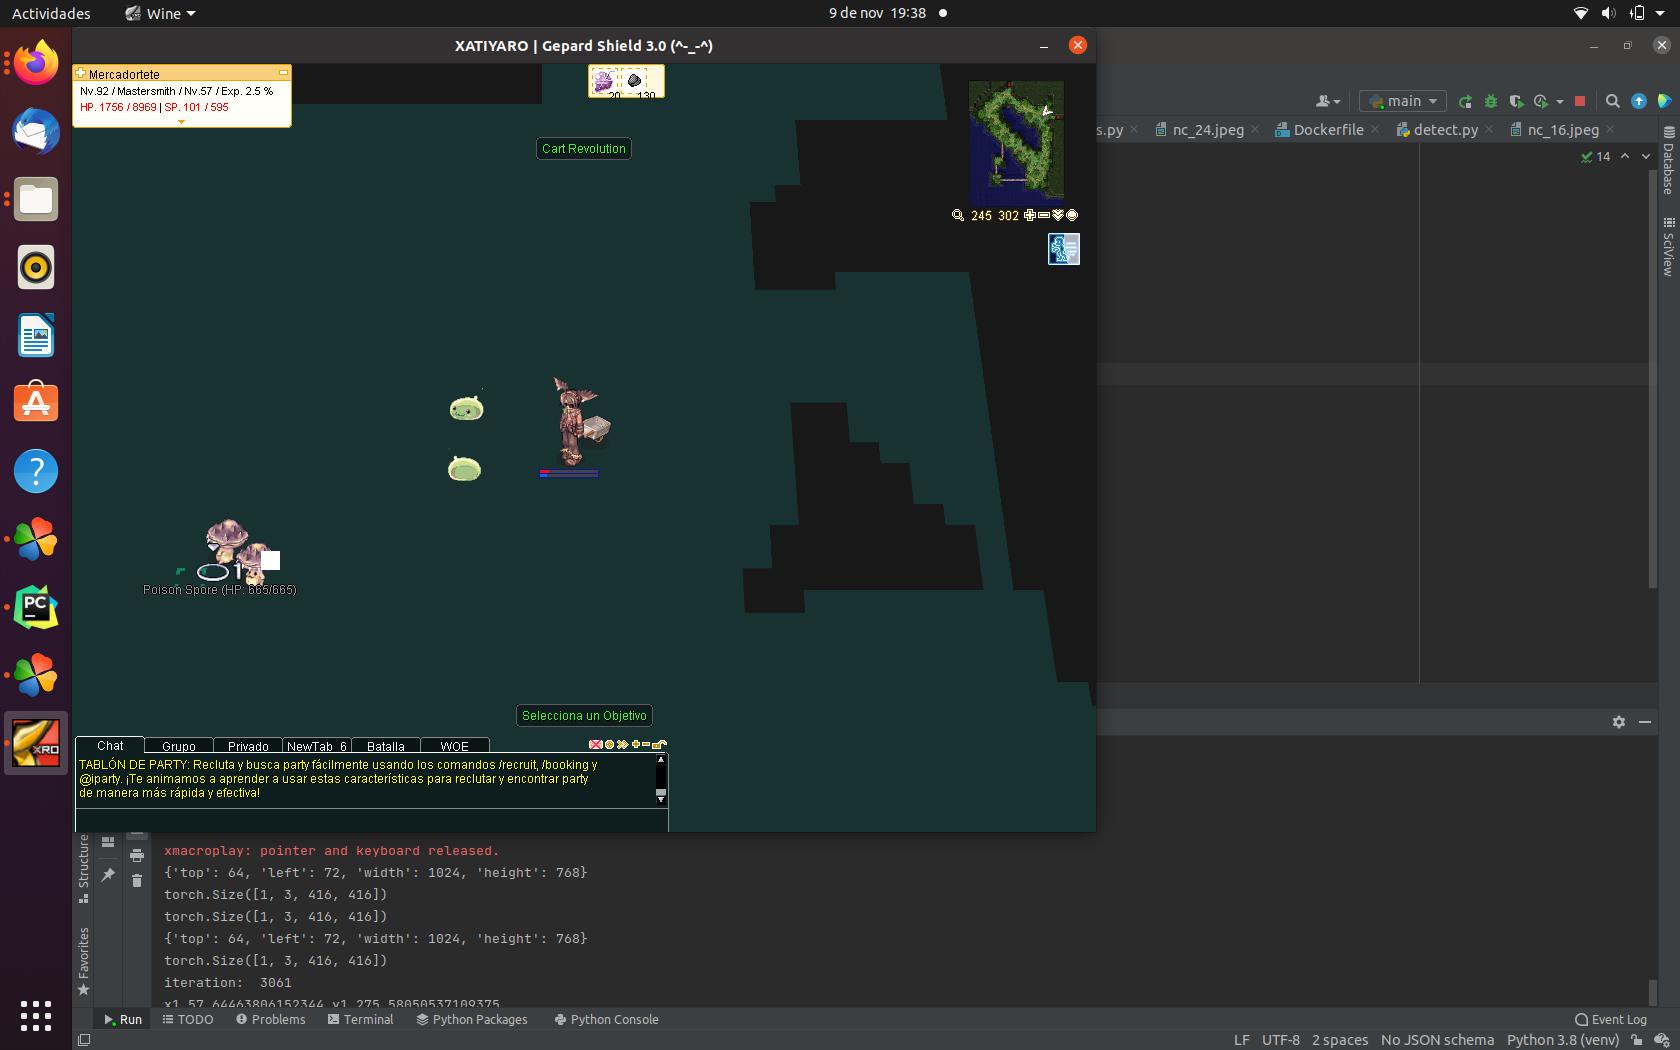 Actividades
Wine
9 de nov 19:38
XATIYARO | Gepard Shield 3.0 (^-_-^)
Mercadortete
Nv.92 / Mastersmith / Nv.57 / Exp. 2.5 %
HP. 1756 / 8969 | SP. 101 / 595
20
130
Cart Revolution
245 302
main
s.py
nc_24.jpeg
Dockerfile
detect.py
nc_16.jpeg
14
Database
SciView
Poison Spore (HP: 665/665)
Selecciona un Objetivo
Chat
Grupo
Privado
NewTab 6
Batalla
WOE
TABLÓN DE PARTY: Recluta y busca party fácilmente usando los comandos /recruit, /booking y
@iparty. ¡Te animamos a aprender a usar estas características para reclutar y encontrar party
de manera más rápida y efectiva!
PC
XRO
Structure
Favorites
xmacroplay: pointer and keyboard released.
{'top': 64, 'left': 72, 'width': 1024, 'height': 768}
torch.Size([1, 3, 416, 416])
torch.Size([1, 3, 416, 416])
{'top': 64, 'left': 72, 'width': 1024, 'height': 768}
torch.Size([1, 3, 416, 416])
iteration:  3061
x1 57.64463806152344 y1 275.58050537109375
Run
TODO
Problems
Terminal
Python Packages
Python Console
Event Log
LF
UTF-8
2 spaces
No JSON schema
Python 3.8 (venv)